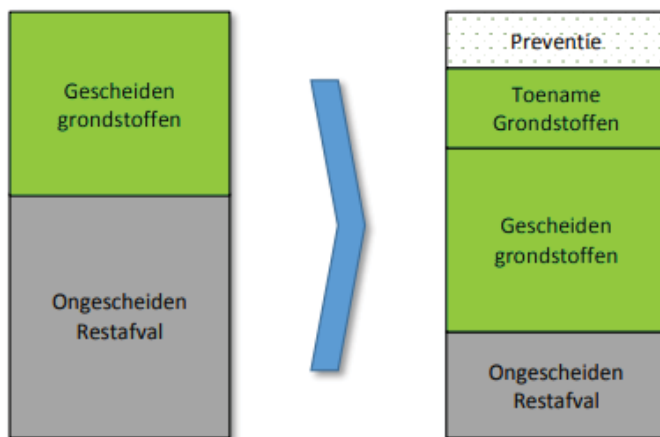 Gescheiden
grondstoffen
Ongescheiden
Restafval
Preventie
Toename
Grondstoffen
Gescheiden
grondstoffen
Ongescheiden
Restafval